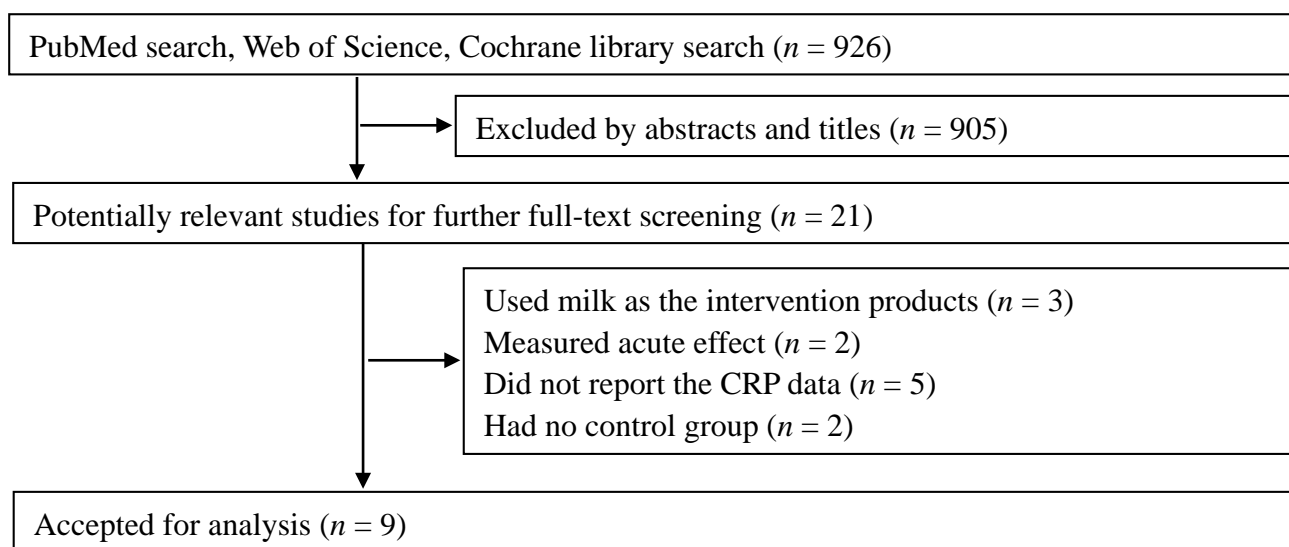 PubMed search, Web of Science, Cochrane library search (n = 926)
Excluded by abstracts and titles (n = 905)
Potentially relevant studies for further full-text screening (n = 21)
Used milk as the intervention products (n = 3)
Measured acute effect (n = 2)
Did not report the CRP data (n = 5)
Had no control group (n = 2)
Accepted for analysis (n = 9)